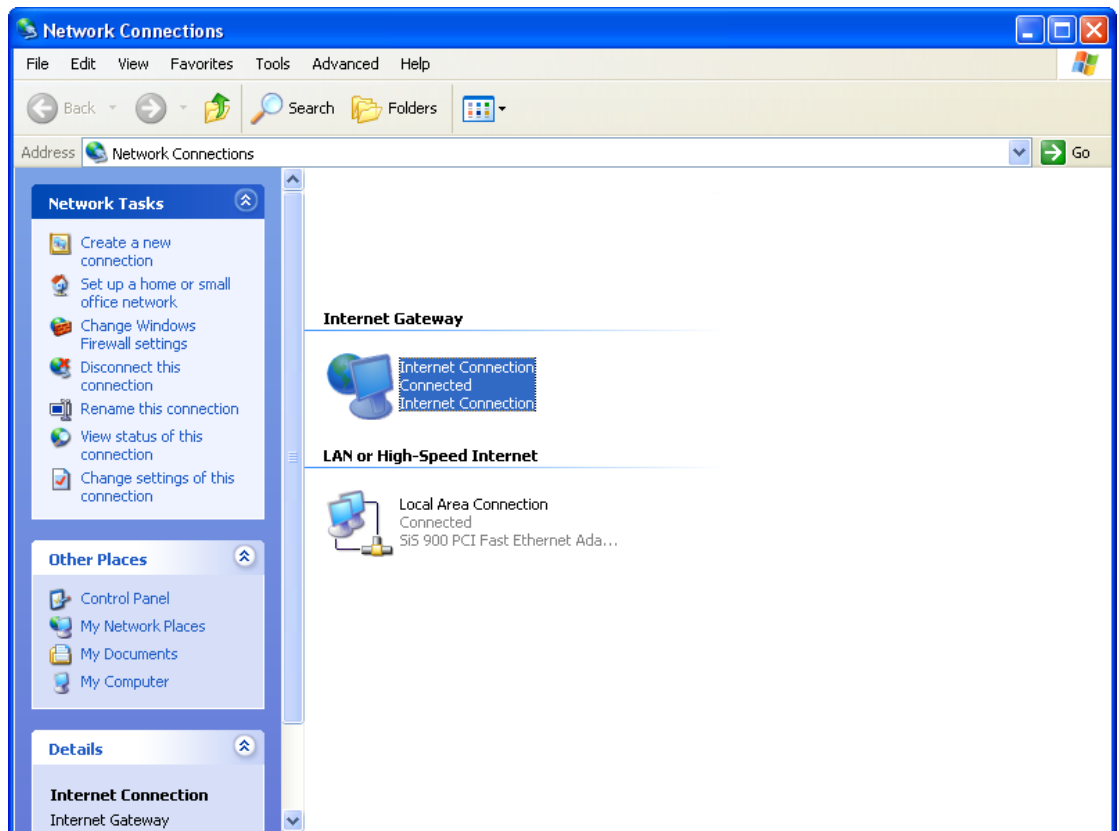 Network Connections
File Edit View Favorites Tools Advanced Help
Back Search Folders
Address Network Connections Go
Network Tasks
Create a new
connection
Set up a home or small
office network
Change Windows
Firewall settings
Disconnect this
connection
Rename this connection
View status of this
connection
Change settings of this
connection
Other Places
Control Panel
My Network Places
My Documents
My Computer
Details
Internet Connection
Internet Gateway
Internet Gateway
Internet Connection
Connected
Internet Connection
LAN or High-Speed Internet
Local Area Connection
Connected
SiS 900 PCI Fast Ethernet Ada...